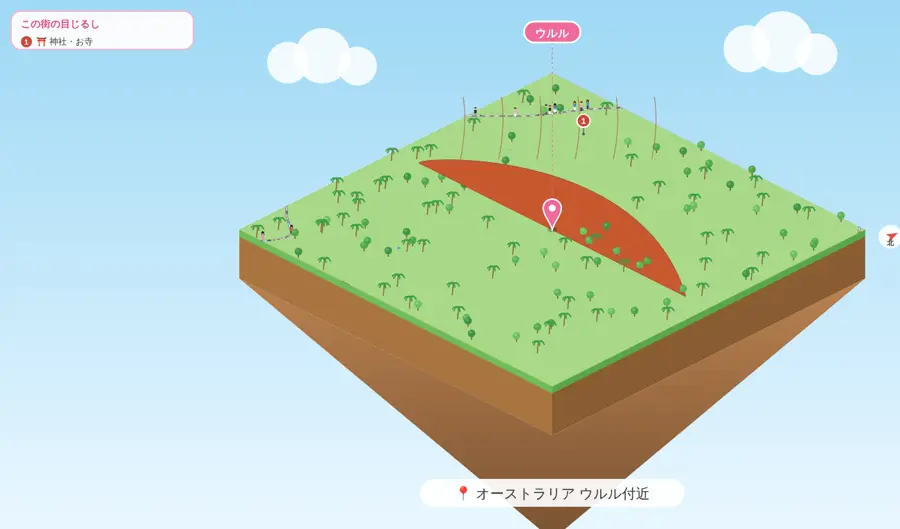 この街の目じるし
1 ⛩ 神社・お寺
ウルル
1
北
📍 オーストラリア ウルル付近